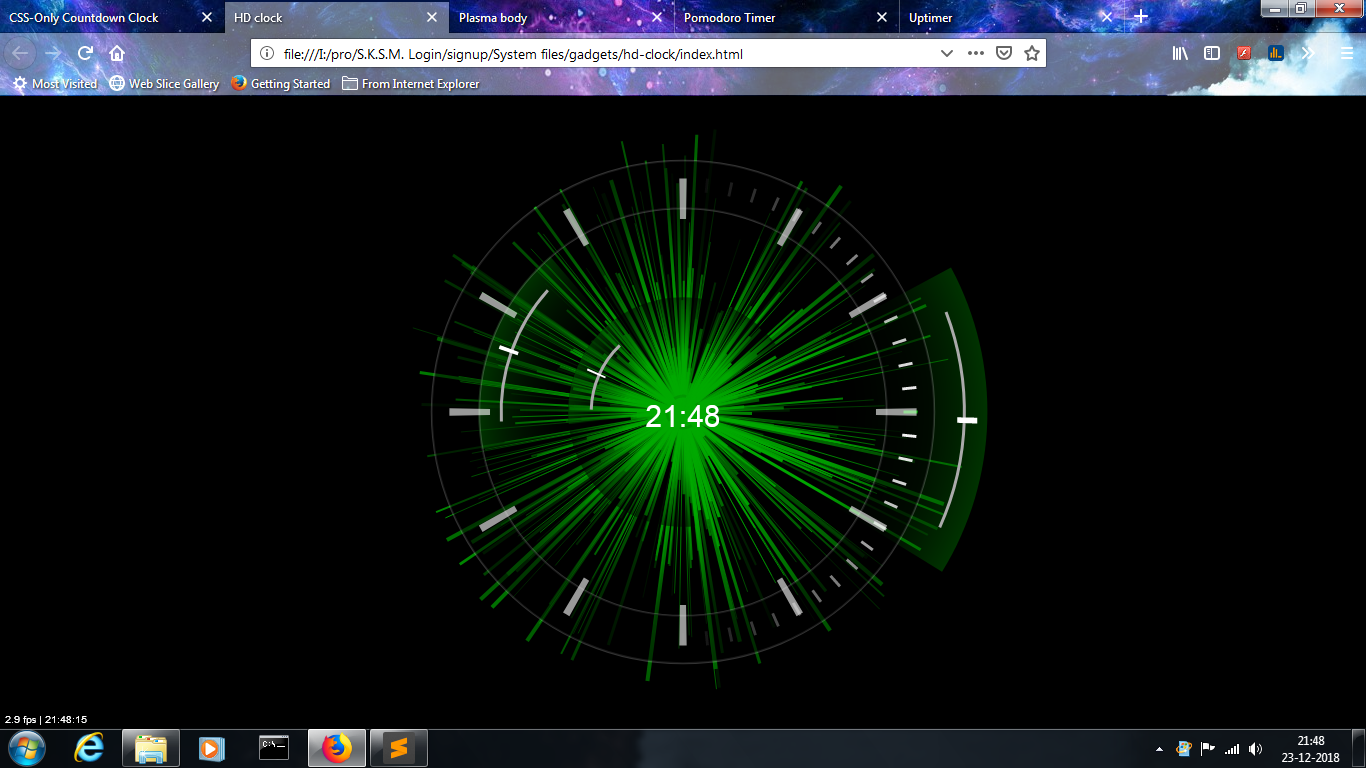 CSS-Only Countdown Clock
HD clock
Plasma body
Pomodoro Timer
Uptimer
file:///I:/pro/S.K.S.M. Login/signup/System files/gadgets/hd-clock/index.html
Most Visited
Web Slice Gallery
Getting Started
From Internet Explorer
21:48
2.9 fps | 21:48:15
C:\_
21:48
23-12-2018